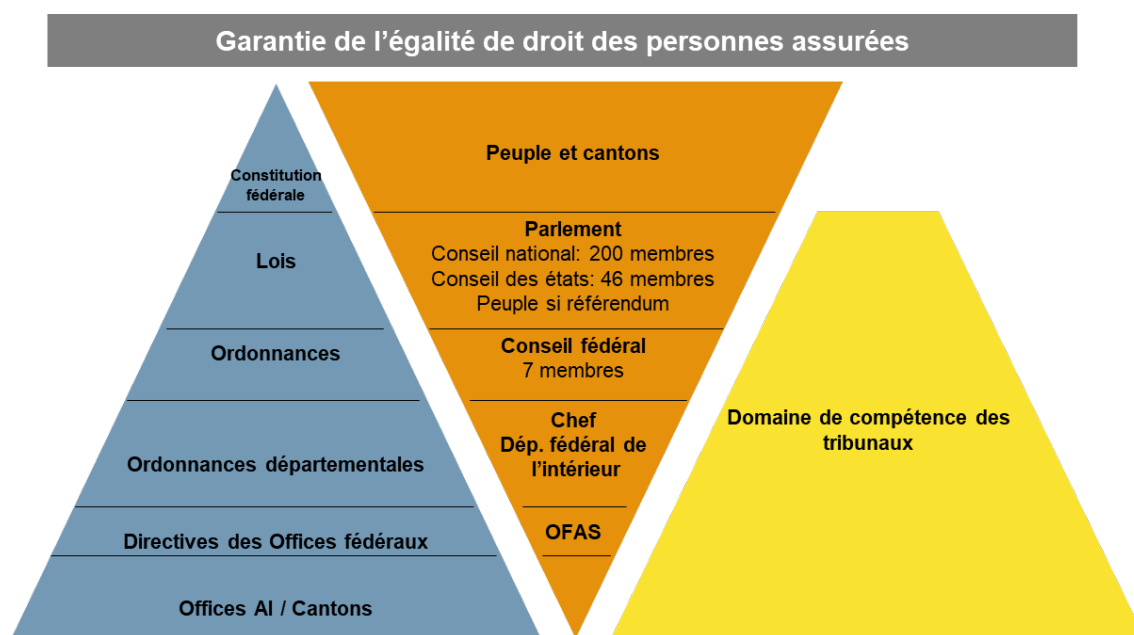 Garantie de l’égalité de droit des personnes assurées
Constitution
fédérale
Lois
Ordonnances
Ordonnances départementales
Directives des Offices fédéraux
Offices AI / Cantons
Peuple et cantons
Parlement
Conseil national: 200 membres
Conseil des états: 46 membres
Peuple si référendum
Conseil fédéral
7 membres
Chef
Dép. fédéral de
l’intérieur
OFAS
Domaine de compétence des
tribunaux